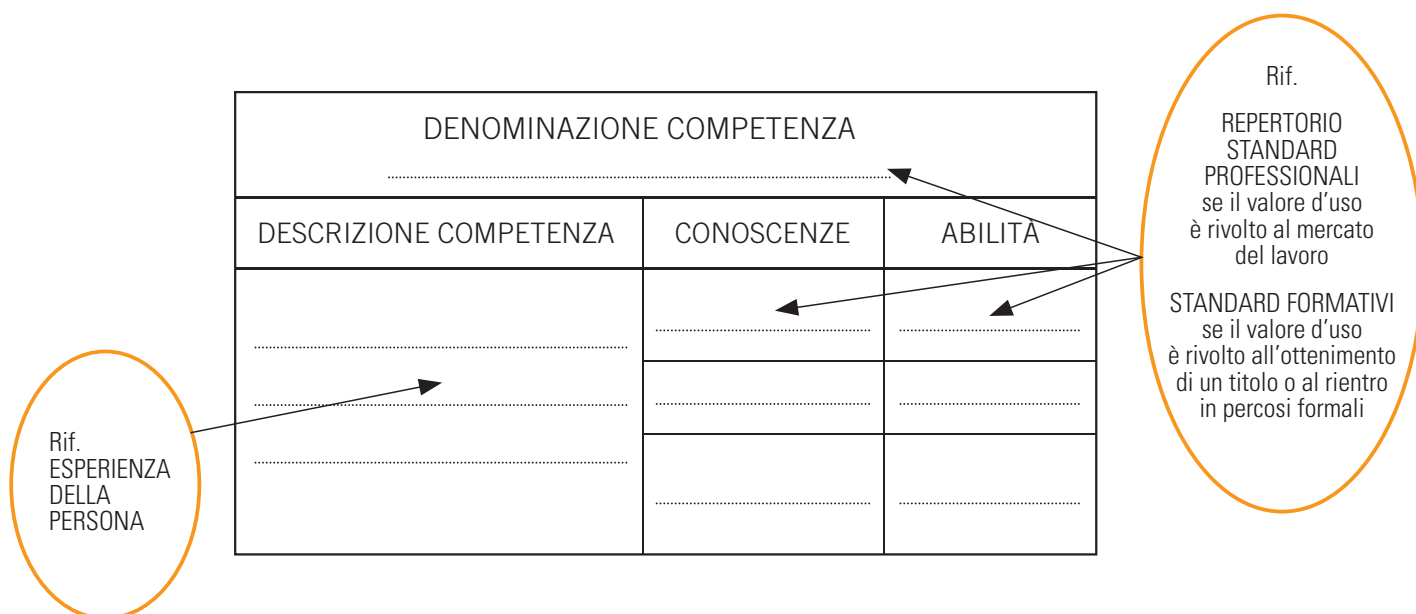 DENOMINAZIONE COMPETENZA
DESCRIZIONE COMPETENZA
CONOSCENZE
ABILITÀ
Rif.
ESPERIENZA
DELLA
PERSONA
Rif.
REPERTORIO
STANDARD
PROFESSIONALI
se il valore d'uso
è rivolto al mercato
del lavoro
STANDARD FORMATIVI
se il valore d'uso
è rivolto all'ottenimento
di un titolo o al rientro
in percosi formali